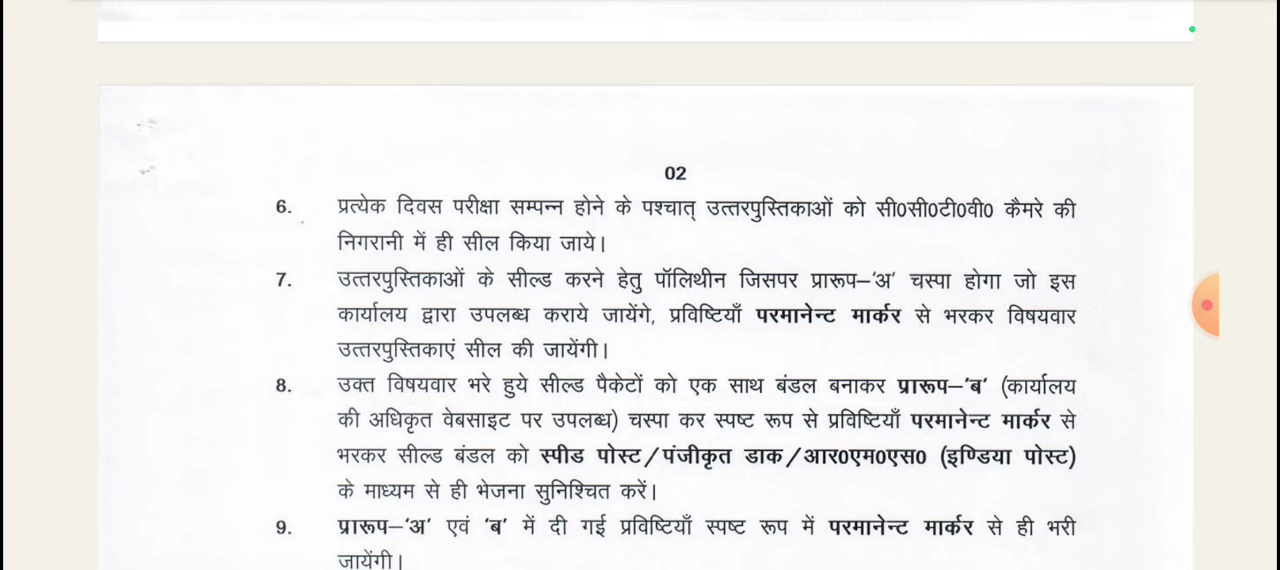 02
6. प्रत्येक दिवस परीक्षा सम्पन्न होने के पश्चात् उत्तरपुस्तिकाओं को सी0सी0टी0वी0 कैमरे की
निगरानी में ही सील किया जाये।
7. उत्तरपुस्तिकाओं के सील्ड करने हेतु पॉलिथीन जिसपर प्रारूप–'अ' चस्पा होगा जो इस
कार्यालय द्वारा उपलब्ध कराये जायेंगे, प्रविष्टियाँ परमानेन्ट मार्कर से भरकर विषयवार
उत्तरपुस्तिकाएं सील की जायेंगी।
8. उक्त विषयवार भरे हुये सील्ड पैकेटों को एक साथ बंडल बनाकर प्रारूप–'ब' (कार्यालय
की अधिकृत वेबसाइट पर उपलब्ध) चस्पा कर स्पष्ट रूप से प्रविष्टियाँ परमानेन्ट मार्कर से
भरकर सील्ड बंडल को स्पीड पोस्ट/पंजीकृत डाक/आर0एम0एस0 (इण्डिया पोस्ट)
के माध्यम से ही भेजना सुनिश्चित करें।
9. प्रारूप–'अ' एवं 'ब' में दी गई प्रविष्टियाँ स्पष्ट रूप में परमानेन्ट मार्कर से ही भरी
जायेंगी।